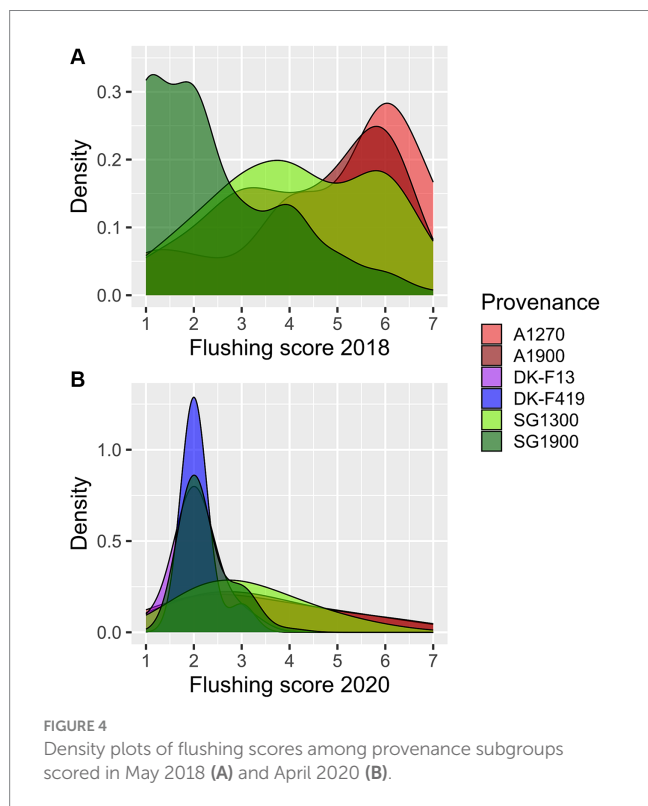 A
0.3
0.2
0.1
0.0
Density
1 2 3 4 5 6 7
Flushing score 2018
B
1.0
0.5
0.0
Density
1 2 3 4 5 6 7
Flushing score 2020
Provenance
A1270
A1900
DK-F13
DK-F419
SG1300
SG1900
FIGURE 4
Density plots of flushing scores among provenance subgroups
scored in May 2018 (A) and April 2020 (B).